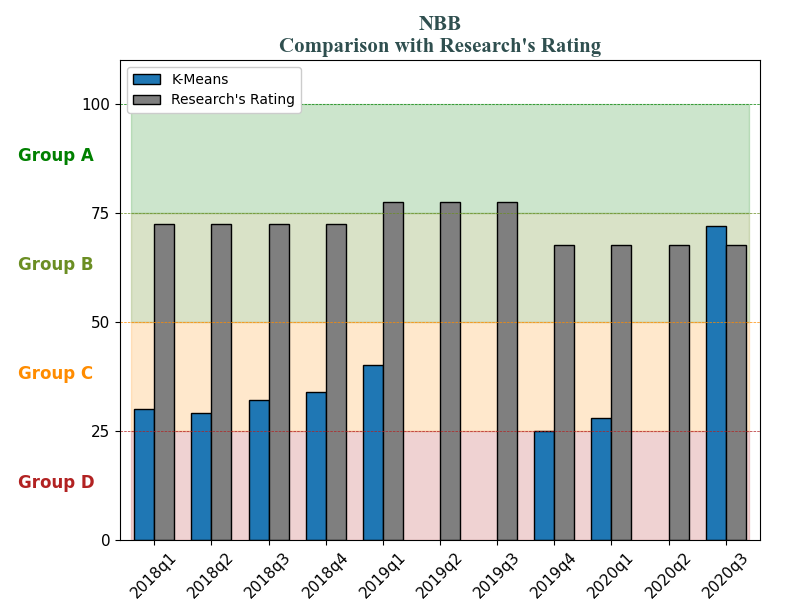 NBB
Comparison with Research's Rating
K-Means
Research's Rating
100
Group A
75
Group B
50
Group C
25
Group D
0
2018q1
2018q2
2018q3
2018q4
2019q1
2019q2
2019q3
2019q4
2020q1
2020q2
2020q3